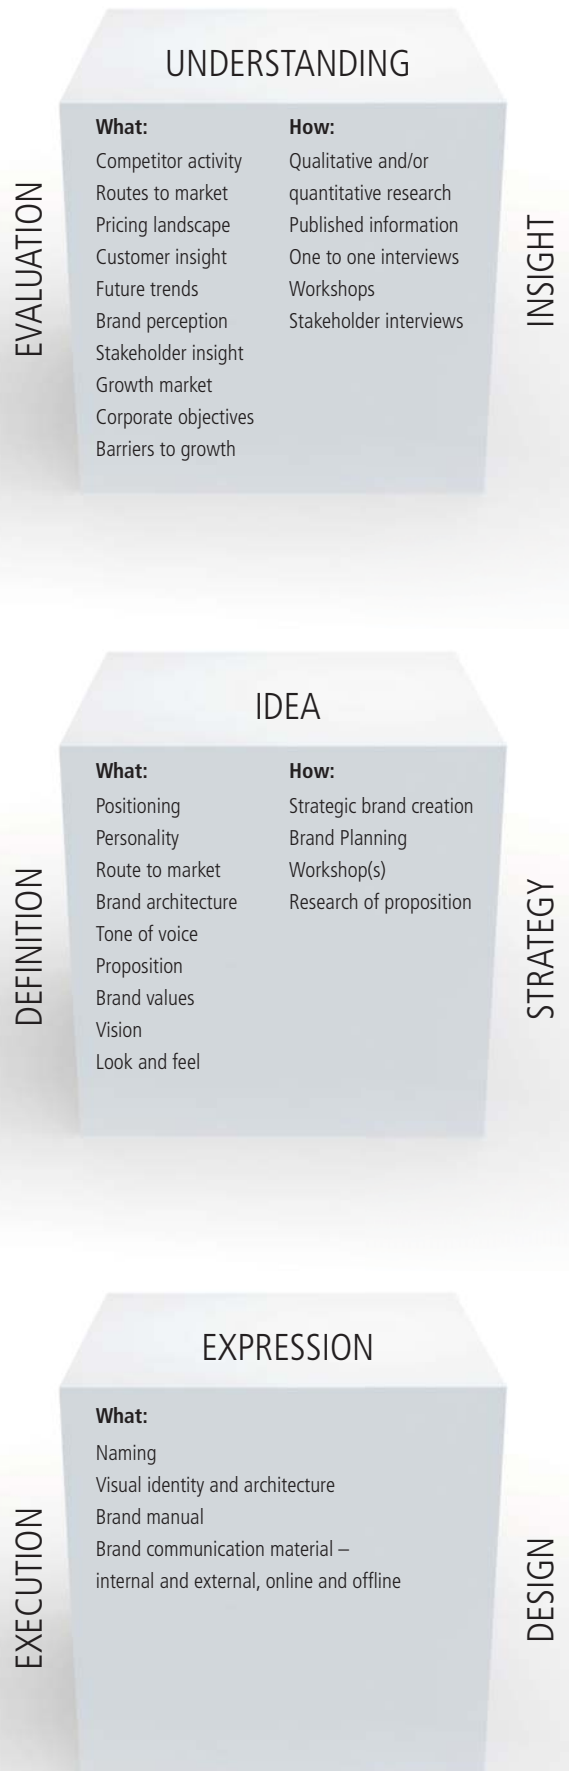 UNDERSTANDING
EVALUATION
What:
Competitor activity
Routes to market
Pricing landscape
Customer insight
Future trends
Brand perception
Stakeholder insight
Growth market
Corporate objectives
Barriers to growth
How:
Qualitative and/or
quantitative research
Published information
One to one interviews
Workshops
Stakeholder interviews
INSIGHT
IDEA
DEFINITION
What:
Positioning
Personality
Route to market
Brand architecture
Tone of voice
Proposition
Brand values
Vision
Look and feel
How:
Strategic brand creation
Brand Planning
Workshop(s)
Research of proposition
STRATEGY
EXPRESSION
EXECUTION
What:
Naming
Visual identity and architecture
Brand manual
Brand communication material –
internal and external, online and offline
DESIGN